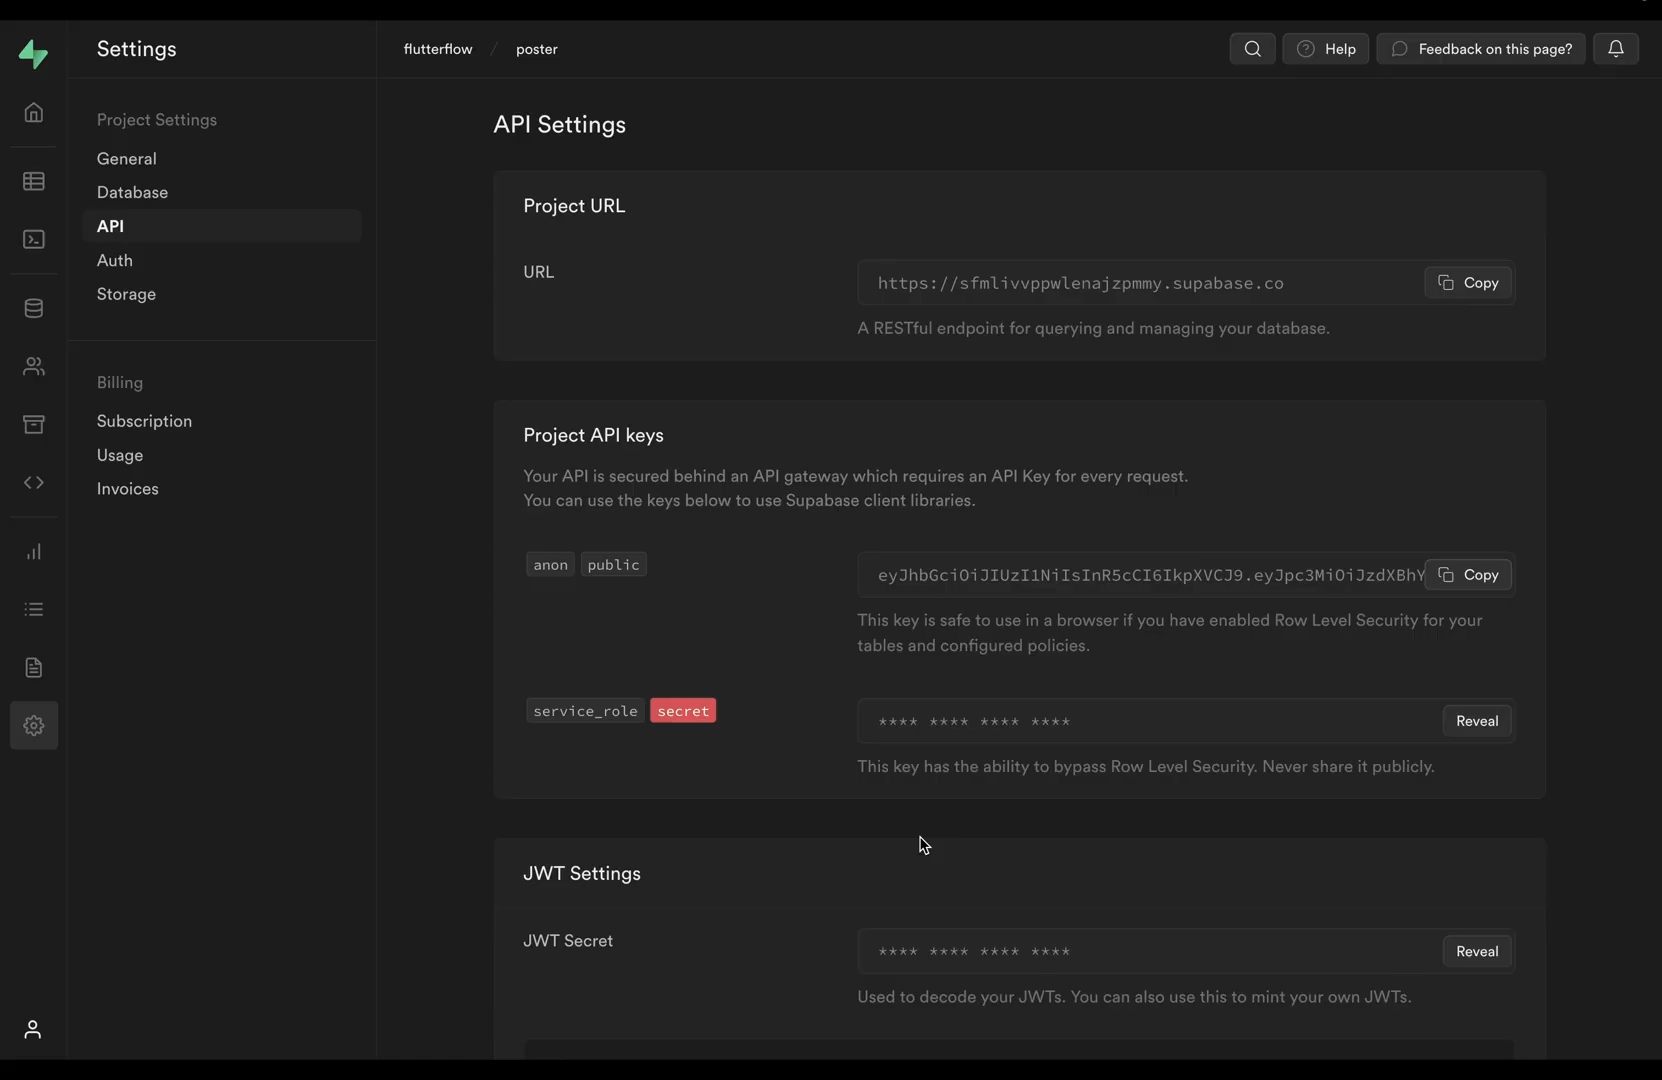 Settings
flutterflow / poster
Help
Feedback on this page?
Project Settings
General
Database
API
Auth
Storage
Billing
Subscription
Usage
Invoices
API Settings
Project URL
URL
https://sfmlivvppwlenajzpmmy.supabase.co
Copy
A RESTful endpoint for querying and managing your database.
Project API keys
Your API is secured behind an API gateway which requires an API Key for every request.
You can use the keys below to use Supabase client libraries.
anon public
eyJhbGciOiJIUzI1NiIsInR5cCI6IkpXVCJ9.eyJpc3MiOiJzdXBhY
Copy
This key is safe to use in a browser if you have enabled Row Level Security for your
tables and configured policies.
service_role secret
**** **** **** ****
Reveal
This key has the ability to bypass Row Level Security. Never share it publicly.
JWT Settings
JWT Secret
**** **** **** ****
Reveal
Used to decode your JWTs. You can also use this to mint your own JWTs.